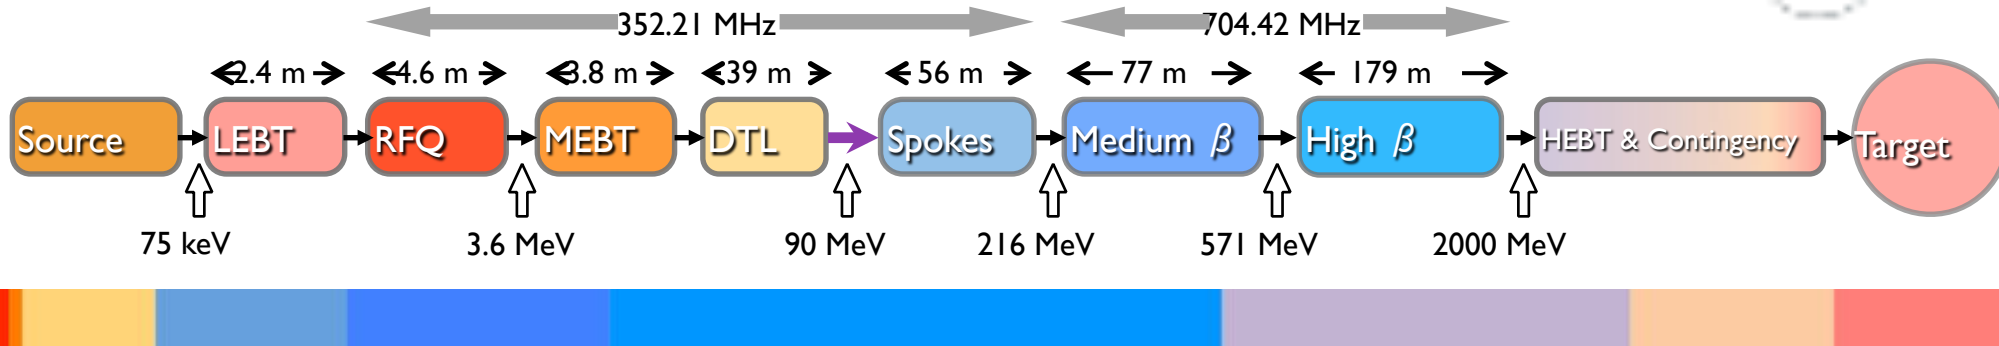 352.21 MHz 704.42 MHz
2.4 m 4.6 m 3.8 m 39 m 56 m 77 m 179 m
Source LEBT RFQ MEBT DTL Spokes Medium β High β HEBT & Contingency Target
75 keV 3.6 MeV 90 MeV 216 MeV 571 MeV 2000 MeV